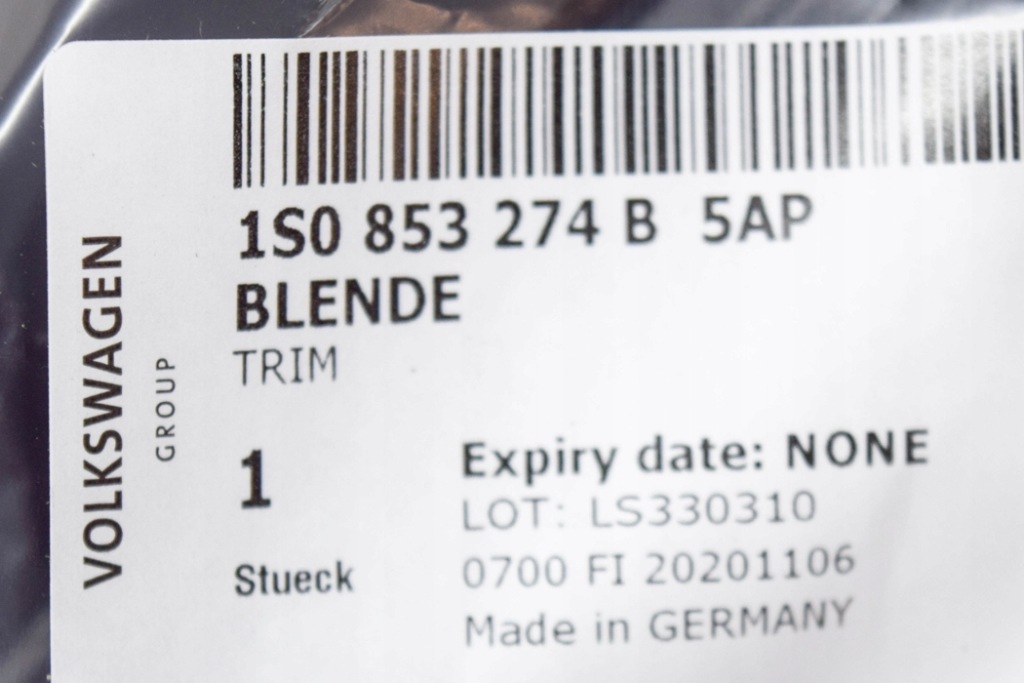 VOLKSWAGEN
GROUP
1S0 853 274 B 5AP
BLENDE
TRIM
1
Stueck
Expiry date: NONE
LOT: LS330310
0700 FI 20201106
Made in GERMANY